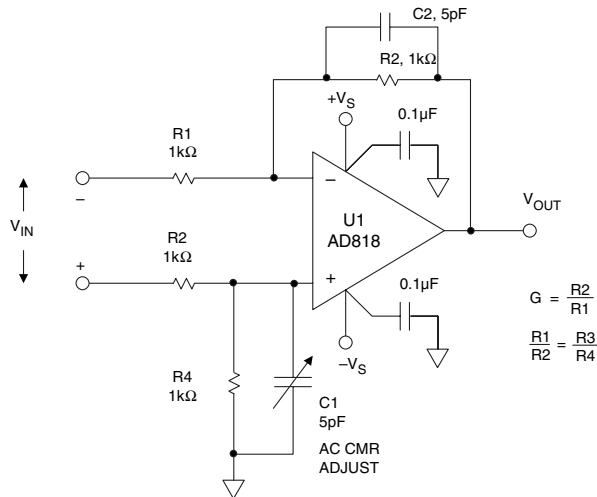 C2, 5pF
R2, 1kΩ
+VS
0.1µF
R1
1kΩ
–
–
VIN
U1
AD818
VOUT
R2
1kΩ
+
+
0.1µF
G = R2
R1
R1 = R3
R2 R4
–VS
R4
1kΩ
C1
5pF
AC CMR
ADJUST